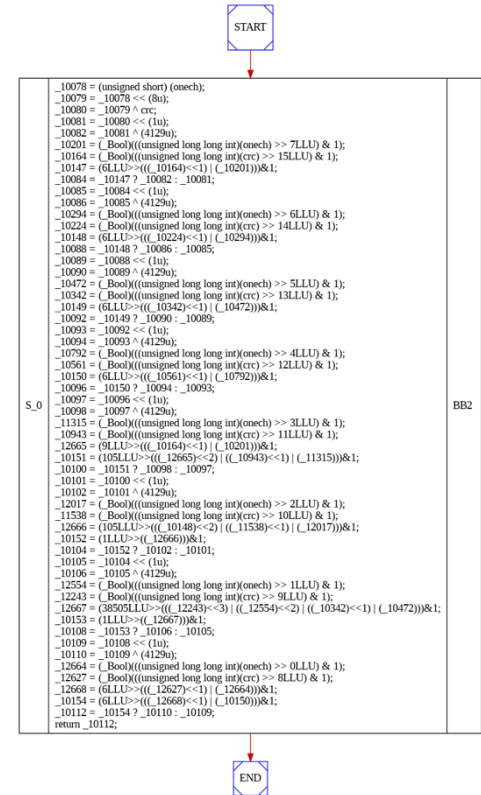 START
_10078 = (unsigned short) (onech);
_10079 = _10078 << (8u);
_10080 = _10079 ^ crc;
_10081 = _10080 << (1u);
_10082 = _10081 ^ (4129u);
_10201 = (_Bool)(((unsigned long long int)(onech) >> 7LLU) & 1);
_10164 = (_Bool)(((unsigned long long int)(crc) >> 15LLU) & 1);
_10147 = (6LLU>>(((_10164)<<1) | (_10201)))&1;
_10084 = _10147 ? _10082 : _10081;
_10085 = _10084 << (1u);
_10086 = _10085 ^ (4129u);
_10294 = (_Bool)(((unsigned long long int)(onech) >> 6LLU) & 1);
_10224 = (_Bool)(((unsigned long long int)(crc) >> 14LLU) & 1);
_10148 = (6LLU>>(((_10224)<<1) | (_10294)))&1;
_10088 = _10148 ? _10086 : _10085;
_10089 = _10088 << (1u);
_10090 = _10089 ^ (4129u);
_10472 = (_Bool)(((unsigned long long int)(onech) >> 5LLU) & 1);
_10342 = (_Bool)(((unsigned long long int)(crc) >> 13LLU) & 1);
_10149 = (6LLU>>(((_10342)<<1) | (_10472)))&1;
_10092 = _10149 ? _10090 : _10089;
_10093 = _10092 << (1u);
_10094 = _10093 ^ (4129u);
_10792 = (_Bool)(((unsigned long long int)(onech) >> 4LLU) & 1);
_10561 = (_Bool)(((unsigned long long int)(crc) >> 12LLU) & 1);
_10150 = (6LLU>>(((_10561)<<1) | (_10792)))&1;
_10096 = _10150 ? _10094 : _10093;
_10097 = _10096 << (1u);
_10098 = _10097 ^ (4129u);
_11315 = (_Bool)(((unsigned long long int)(onech) >> 3LLU) & 1);
_10943 = (_Bool)(((unsigned long long int)(crc) >> 11LLU) & 1);
_12665 = (9LLU>>(((_10164)<<1) | (_10201)))&1;
_10151 = (105LLU>>(((_12665)<<2) | ((_10943)<<1) | (_11315)))&1;
_10100 = _10151 ? _10098 : _10097;
_10101 = _10100 << (1u);
_10102 = _10101 ^ (4129u);
_12017 = (_Bool)(((unsigned long long int)(onech) >> 2LLU) & 1);
_11538 = (_Bool)(((unsigned long long int)(crc) >> 10LLU) & 1);
_12666 = (105LLU>>(((_10148)<<2) | ((_11538)<<1) | (_12017)))&1;
_10152 = (1LLU>>((_12666)))&1;
_10104 = _10152 ? _10102 : _10101;
_10105 = _10104 << (1u);
_10106 = _10105 ^ (4129u);
_12554 = (_Bool)(((unsigned long long int)(onech) >> 1LLU) & 1);
_12243 = (_Bool)(((unsigned long long int)(crc) >> 9LLU) & 1);
_12667 = (38505LLU>>(((_12243)<<3) | ((_12554)<<2) | ((_10342)<<1) | (_10472)))&1;
_10153 = (1LLU>>((_12667)))&1;
_10108 = _10153 ? _10106 : _10105;
_10109 = _10108 << (1u);
_10110 = _10109 ^ (4129u);
_12664 = (_Bool)(((unsigned long long int)(onech) >> 0LLU) & 1);
_12627 = (_Bool)(((unsigned long long int)(crc) >> 8LLU) & 1);
_12668 = (6LLU>>(((_12627)<<1) | (_12664)))&1;
_10154 = (6LLU>>(((_12668)<<1) | (_10150)))&1;
_10112 = _10154 ? _10110 : _10109;
return _10112;
S_0
BB2
END